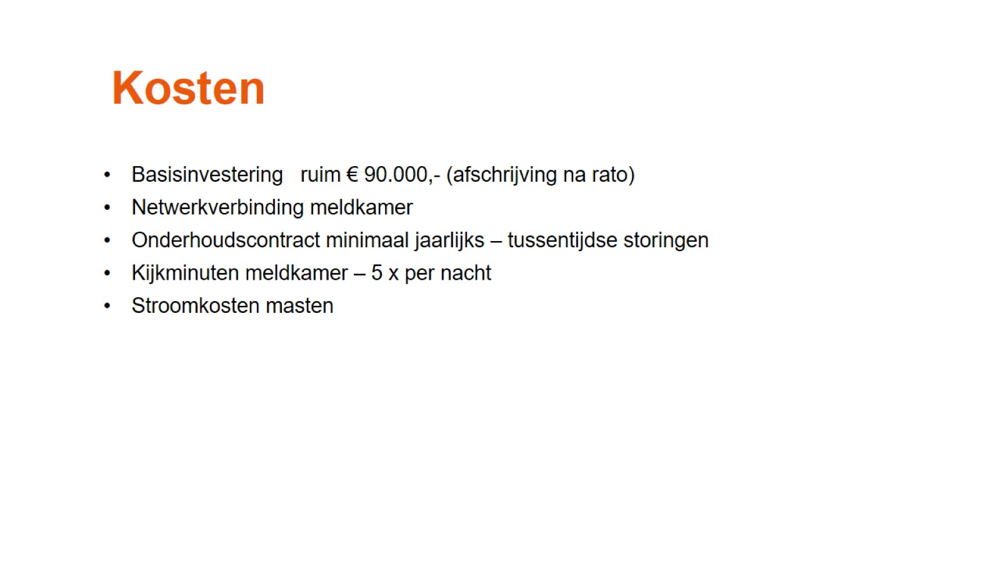 Kosten
• Basisinvestering ruim € 90.000,- (afschrijving na rato)
• Netwerkverbinding meldkamer
• Onderhoudscontract minimaal jaarlijks – tussentijdse storingen
• Kijkminuten meldkamer – 5 x per nacht
• Stroomkosten masten